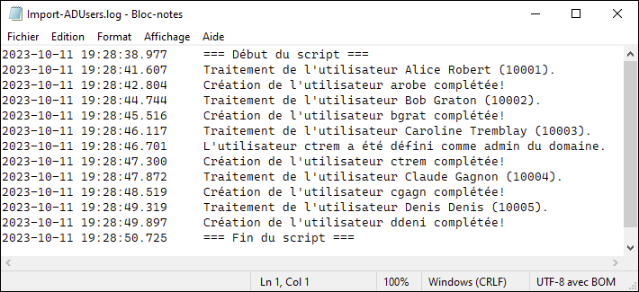 Import-ADUsers.log - Bloc-notes
Fichier Edition Format Affichage Aide
2023-10-11 19:28:38.977 === Début du script ===
2023-10-11 19:28:41.607 Traitement de l'utilisateur Alice Robert (10001).
2023-10-11 19:28:42.804 Création de l'utilisateur arobe complétée!
2023-10-11 19:28:44.744 Traitement de l'utilisateur Bob Graton (10002).
2023-10-11 19:28:45.516 Création de l'utilisateur bgrat complétée!
2023-10-11 19:28:46.117 Traitement de l'utilisateur Caroline Tremblay (10003).
2023-10-11 19:28:46.701 L'utilisateur ctrem a été défini comme admin du domaine.
2023-10-11 19:28:47.300 Création de l'utilisateur ctrem complétée!
2023-10-11 19:28:47.872 Traitement de l'utilisateur Claude Gagnon (10004).
2023-10-11 19:28:48.519 Création de l'utilisateur cgagn complétée!
2023-10-11 19:28:49.319 Traitement de l'utilisateur Denis Denis (10005).
2023-10-11 19:28:49.897 Création de l'utilisateur ddeni complétée!
2023-10-11 19:28:50.725 === Fin du script ===
Ln 1, Col 1 100% Windows (CRLF) UTF-8 avec BOM